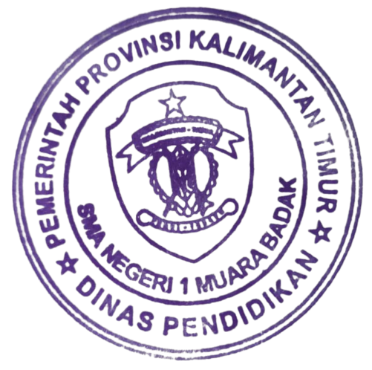 PEMERINTAH PROVINSI KALIMANTAN TIMUR
SMA NEGERI 1 MUARA BADAK
DINAS PENDIDIKAN